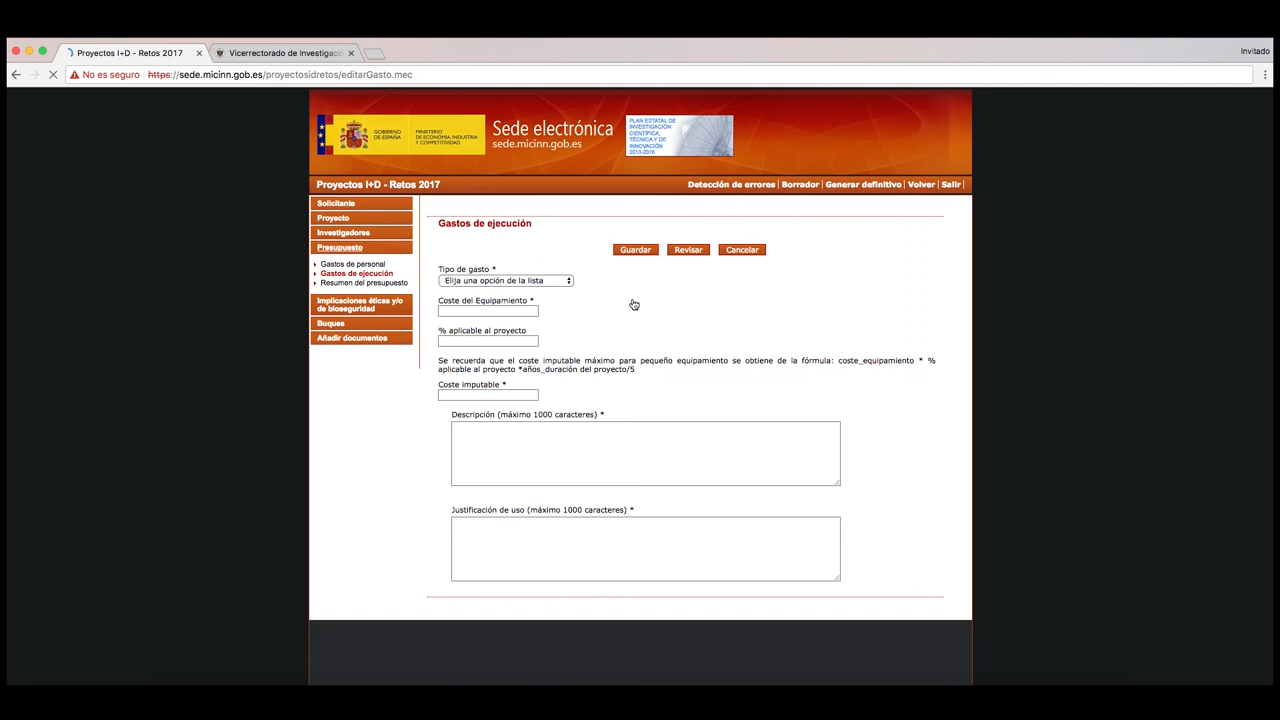 Proyectos I+D - Retos 2017
Vicerrectorado de Investigaci
Invitado
No es seguro https://sede.micinn.gob.es/proyectosidretos/editarGasto.mec
GOBIERNO DE ESPAÑA
MINISTERIO DE ECONOMÍA, INDUSTRIA Y COMPETITIVIDAD
Sede electrónica
sede.micinn.gob.es
PLAN ESTATAL DE
INVESTIGACIÓN
CIENTÍFICA,
TÉCNICA Y DE
INNOVACIÓN
2013-2016
Proyectos I+D - Retos 2017
Detección de errores | Borrador | Generar definitivo | Volver | Salir |
Solicitante
Proyecto
Investigadores
Presupuesto
Gastos de personal
Gastos de ejecución
Resumen del presupuesto
Implicaciones éticas y/o
de bioseguridad
Buques
Añadir documentos
Gastos de ejecución
Guardar Revisar Cancelar
Tipo de gasto *
Elija una opción de la lista
Coste del Equipamiento *
% aplicable al proyecto
Se recuerda que el coste imputable máximo para pequeño equipamiento se obtiene de la fórmula: coste_equipamiento * %
aplicable al proyecto *años_duración del proyecto/5
Coste imputable *
Descripción (máximo 1000 caracteres) *
Justificación de uso (máximo 1000 caracteres) *